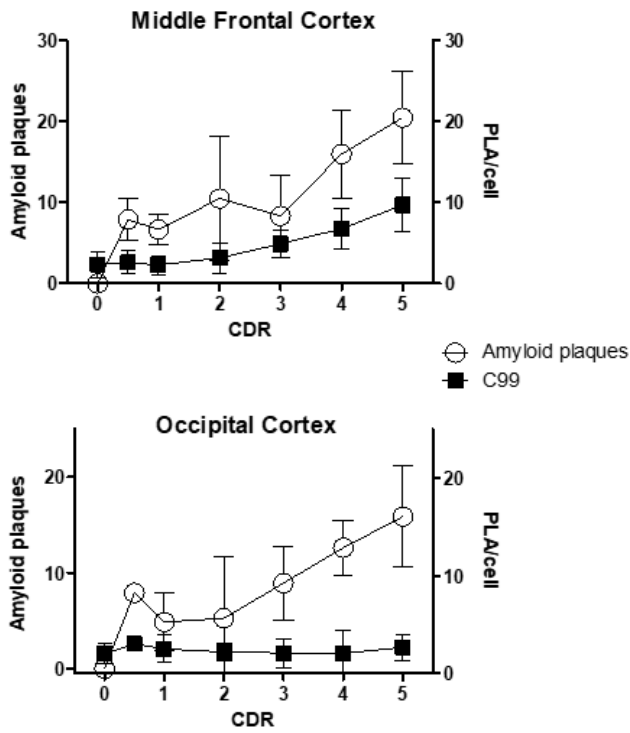 Middle Frontal Cortex
30
20
10
0
Amyloid plaques
30
20
10
0
PLA/cell
0 1 2 3 4 5
CDR
Amyloid plaques
C99
Occipital Cortex
20
10
0
Amyloid plaques
20
10
0
PLA/cell
0 1 2 3 4 5
CDR